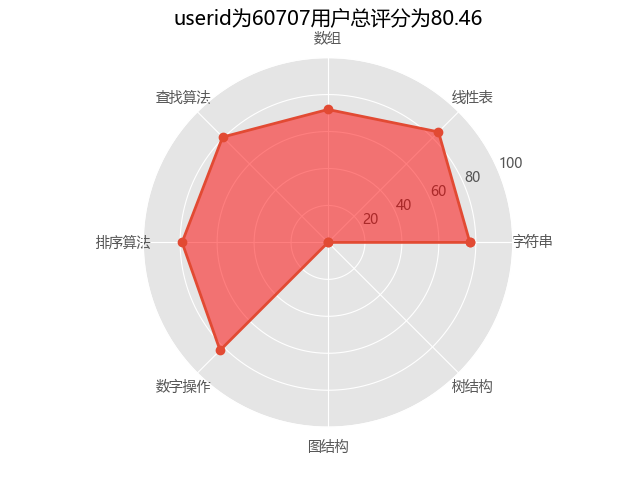 userid为60707用户总评分为80.46
数组
查找算法
线性表
100
80
60
40
20
排序算法
字符串
数字操作
树结构
图结构